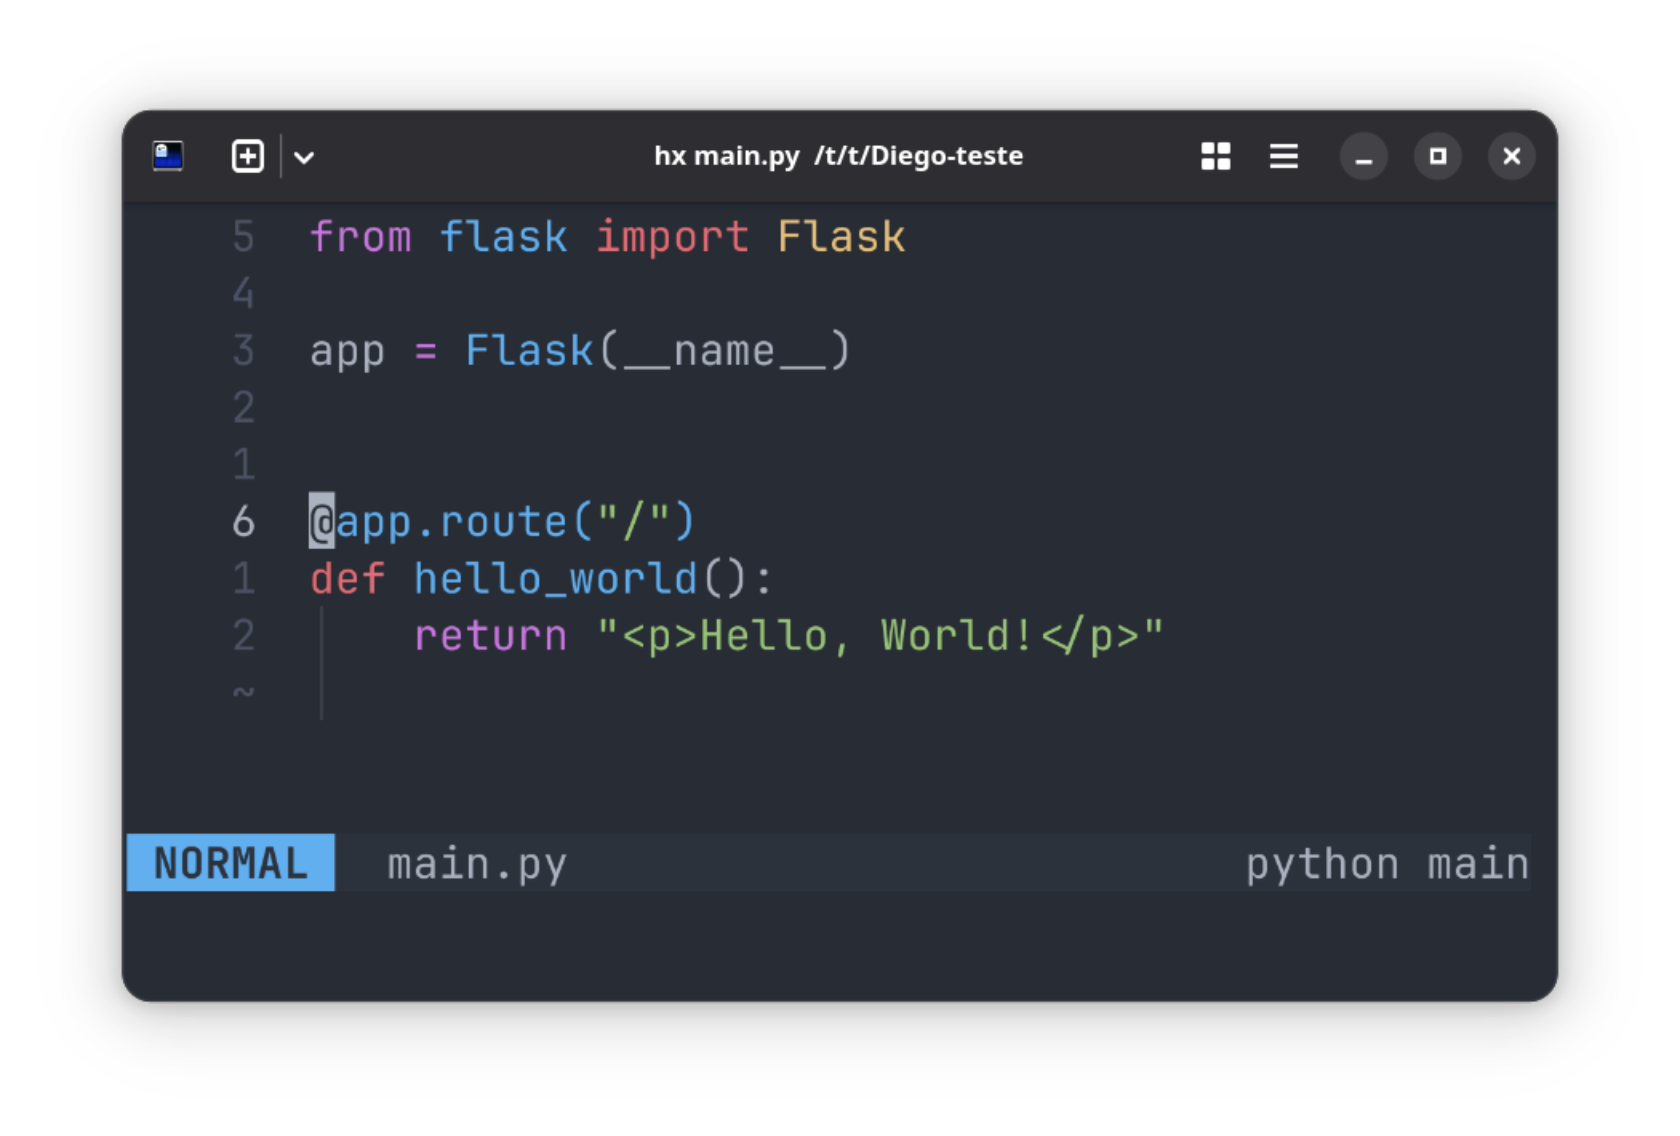 hx main.py /t/t/Diego-teste
5 from flask import Flask
4
3 app = Flask(__name__)
2
1
6 @app.route("/")
1 def hello_world():
2     return "<p>Hello, World!</p>"
~
NORMAL main.py python main